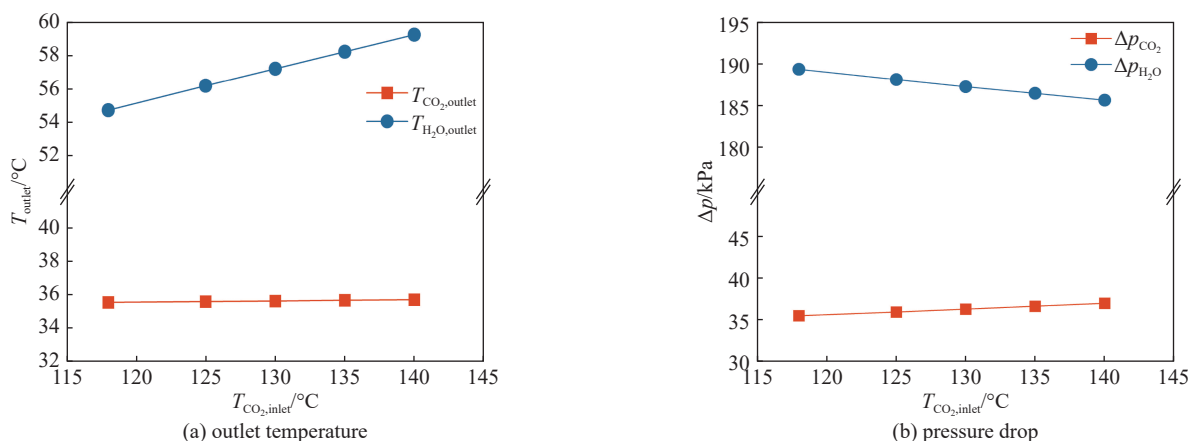 60
58
56
54
52
40
38
36
34
32
T_outlet/°C
T_CO₂,outlet
T_H₂O,outlet
115 120 125 130 135 140 145
T_CO₂,inlet/°C
(a) outlet temperature
195
190
185
180
45
40
35
30
Δp/kPa
Δp_CO₂
Δp_H₂O
115 120 125 130 135 140 145
T_CO₂,inlet/°C
(b) pressure drop